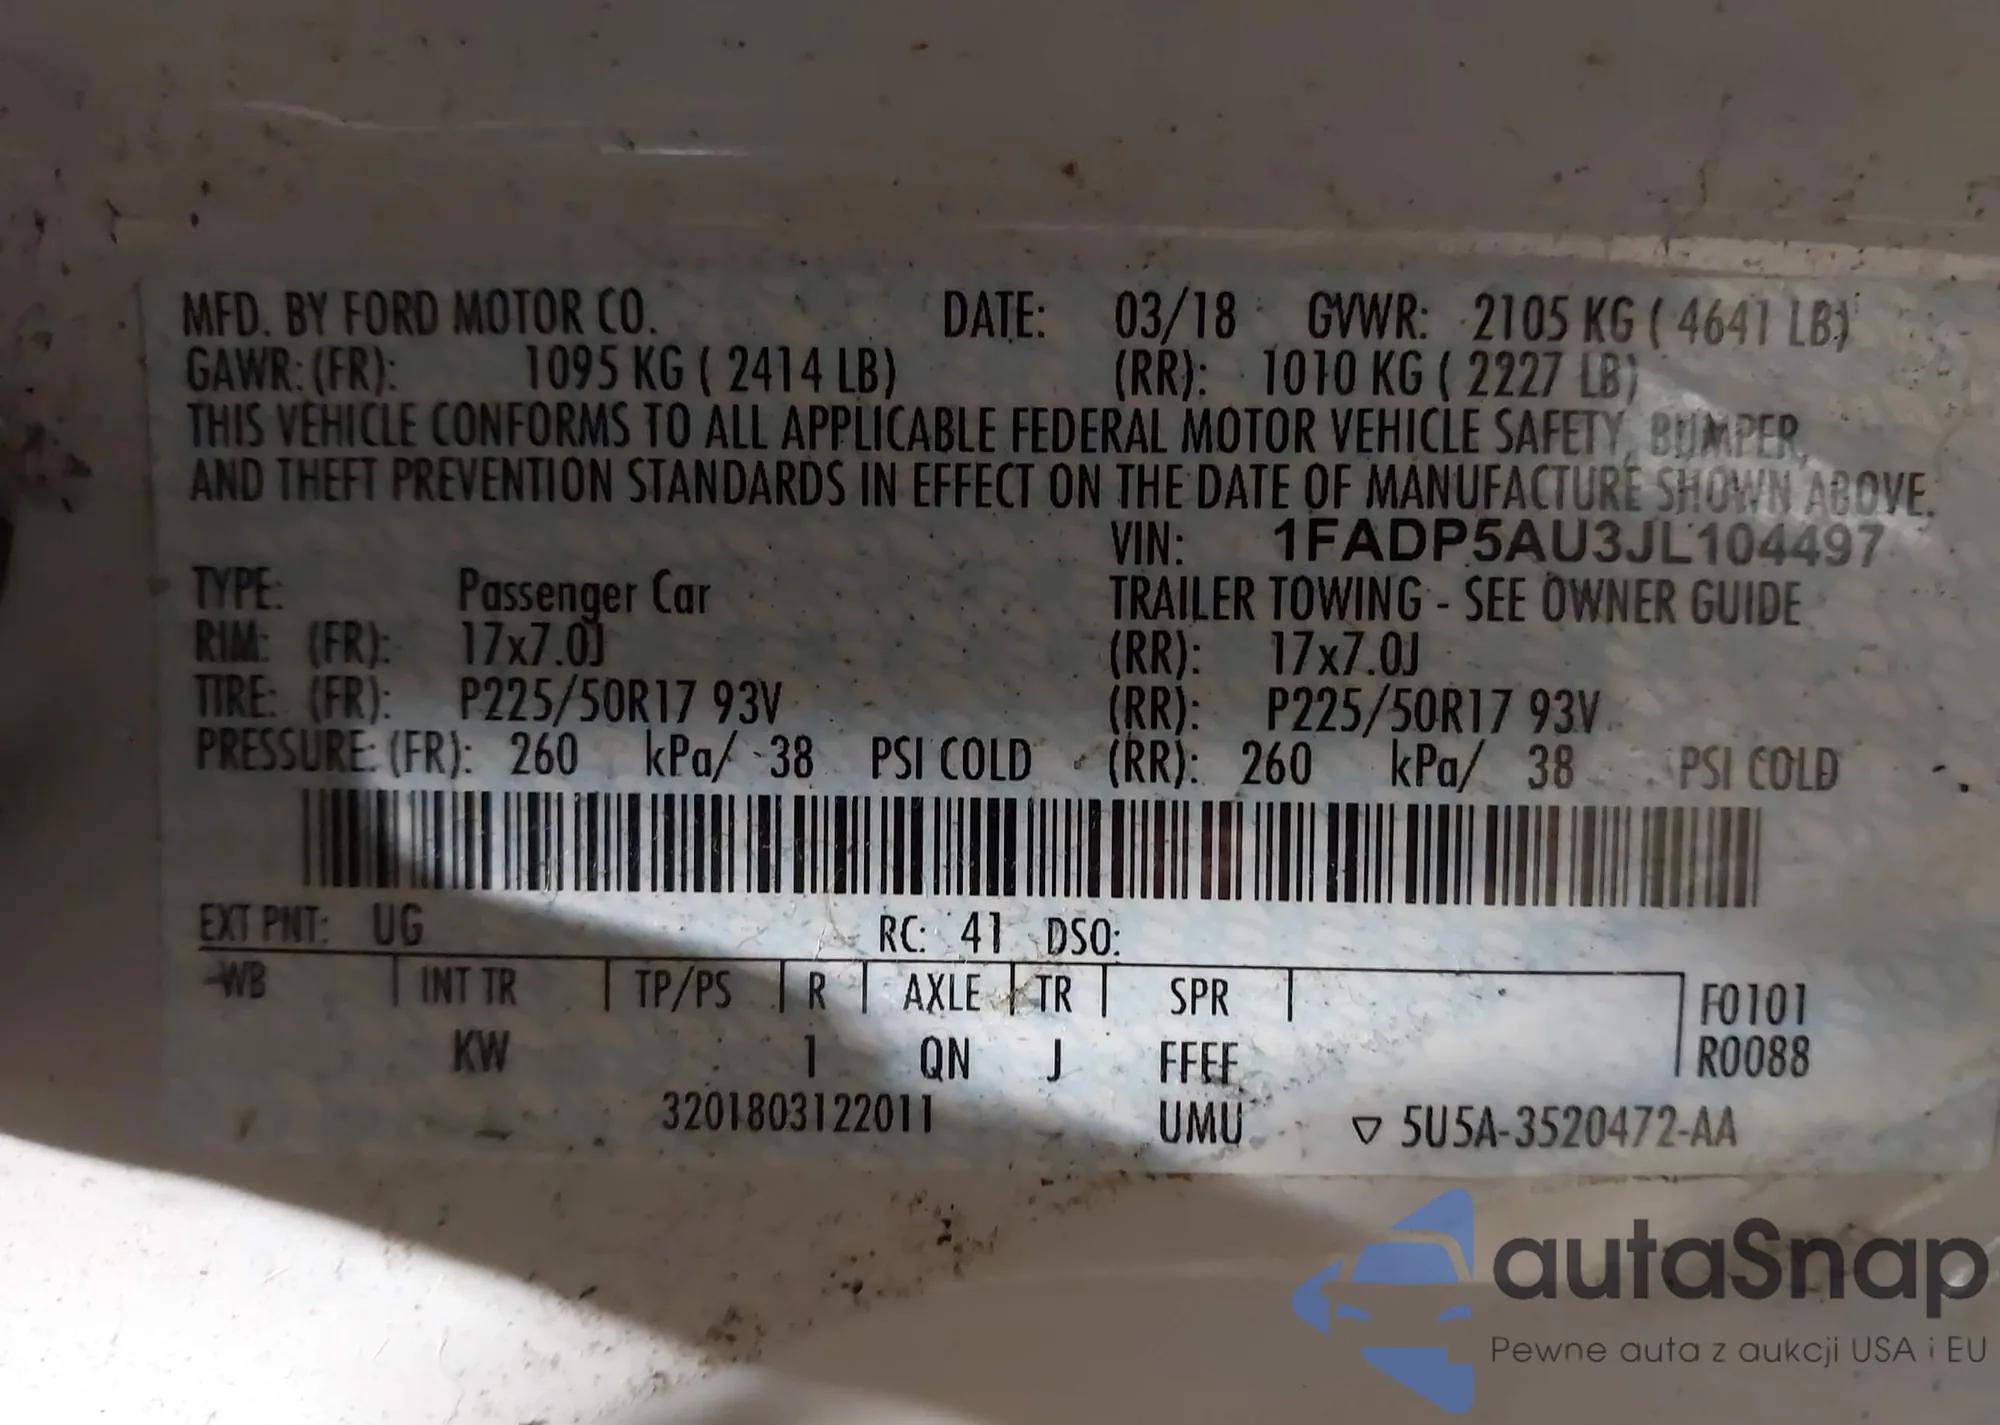 MFD. BY FORD MOTOR CO. DATE: 03/18 GVWR: 2105 KG ( 4641 LB)
GAWR: (FR): 1095 KG ( 2414 LB) (RR): 1010 KG ( 2227 LB)
THIS VEHICLE CONFORMS TO ALL APPLICABLE FEDERAL MOTOR VEHICLE SAFETY, BUMPER,
AND THEFT PREVENTION STANDARDS IN EFFECT ON THE DATE OF MANUFACTURE SHOWN ABOVE.
VIN: 1FADP5AU3JL104497
TYPE: Passenger Car TRAILER TOWING - SEE OWNER GUIDE
RIM: (FR): 17x7.0J (RR): 17x7.0J
TIRE: (FR): P225/50R17 93V (RR): P225/50R17 93V
PRESSURE: (FR): 260 kPa/ 38 PSI COLD (RR): 260 kPa/ 38 PSI COLD
EXT PNT: UG RC: 41 DSO:
WB INT TR TP/PS R AXLE TR SPR F0101
KW 1 QN J FFEF R0088
3201803122011 UMU ▽ 5U5A-3520472-AA
autaSnap
Pewne auta z aukcji USA i EU